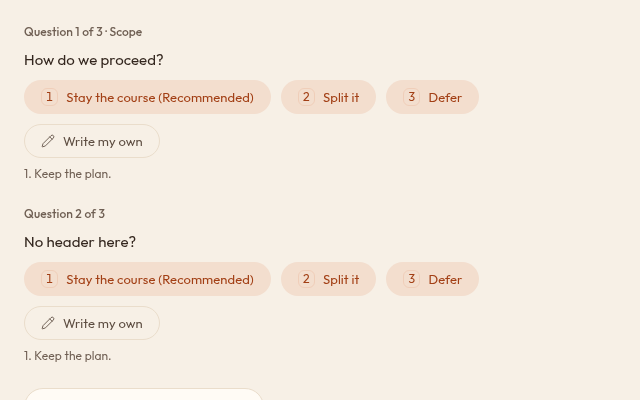 Question 1 of 3 · Scope
How do we proceed?
1 Stay the course (Recommended) 2 Split it 3 Defer
Write my own
1. Keep the plan.
Question 2 of 3
No header here?
1 Stay the course (Recommended) 2 Split it 3 Defer
Write my own
1. Keep the plan.